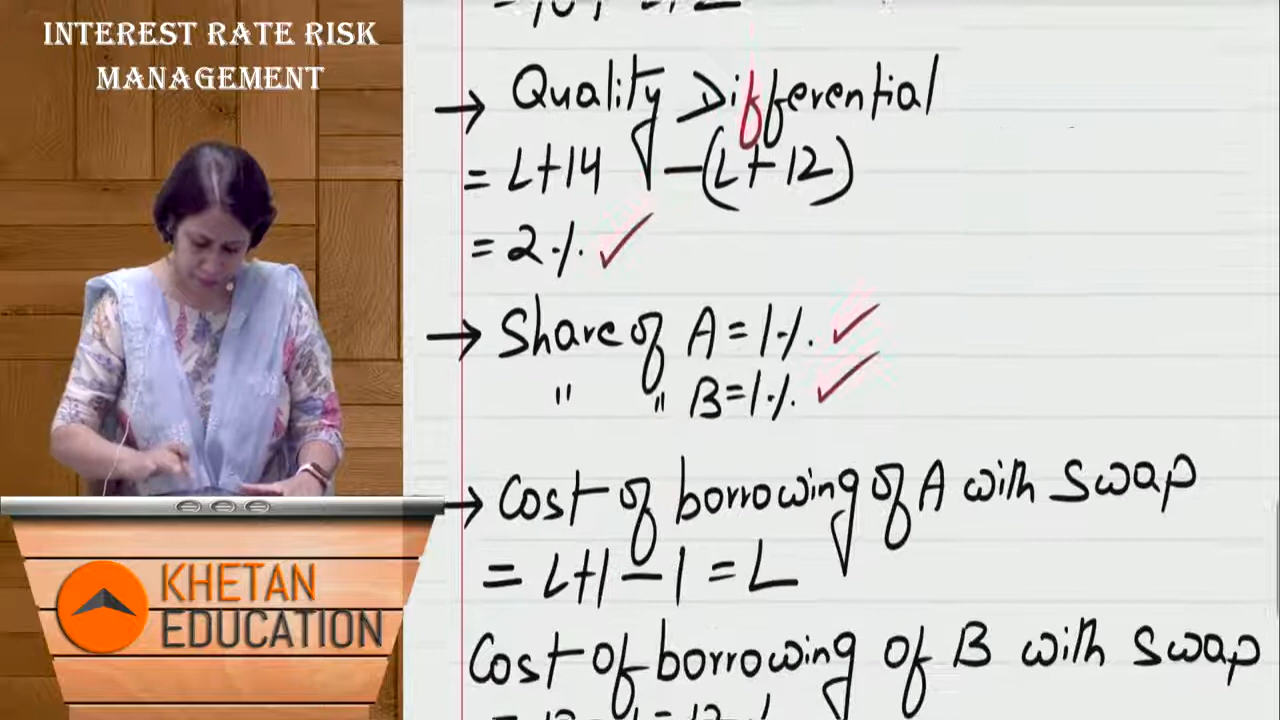 INTEREST RATE RISK
MANAGEMENT
→ Quality Differential
= L+14 -(L+12)
= 2%. ✓
→ Share of A = 1%. ✓
" " B = 1%. ✓
→ Cost of borrowing of A with swap
= L+1-1 = L
Cost of borrowing of B with swap
KHETAN
EDUCATION